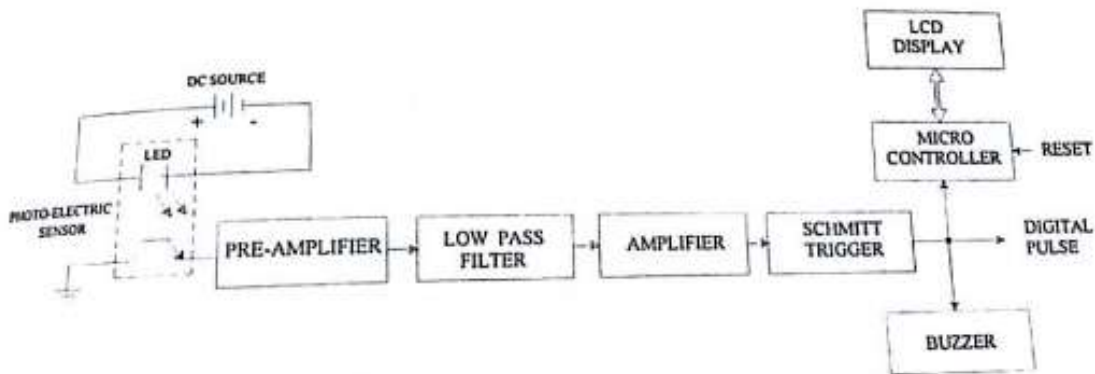 LCD
DISPLAY
DC SOURCE
+ -
LED
MICRO
CONTROLLER
RESET
PHOTO-ELECTRIC
SENSOR
PRE-AMPLIFIER
LOW PASS
FILTER
AMPLIFIER
SCHMITT
TRIGGER
DIGITAL
PULSE
BUZZER